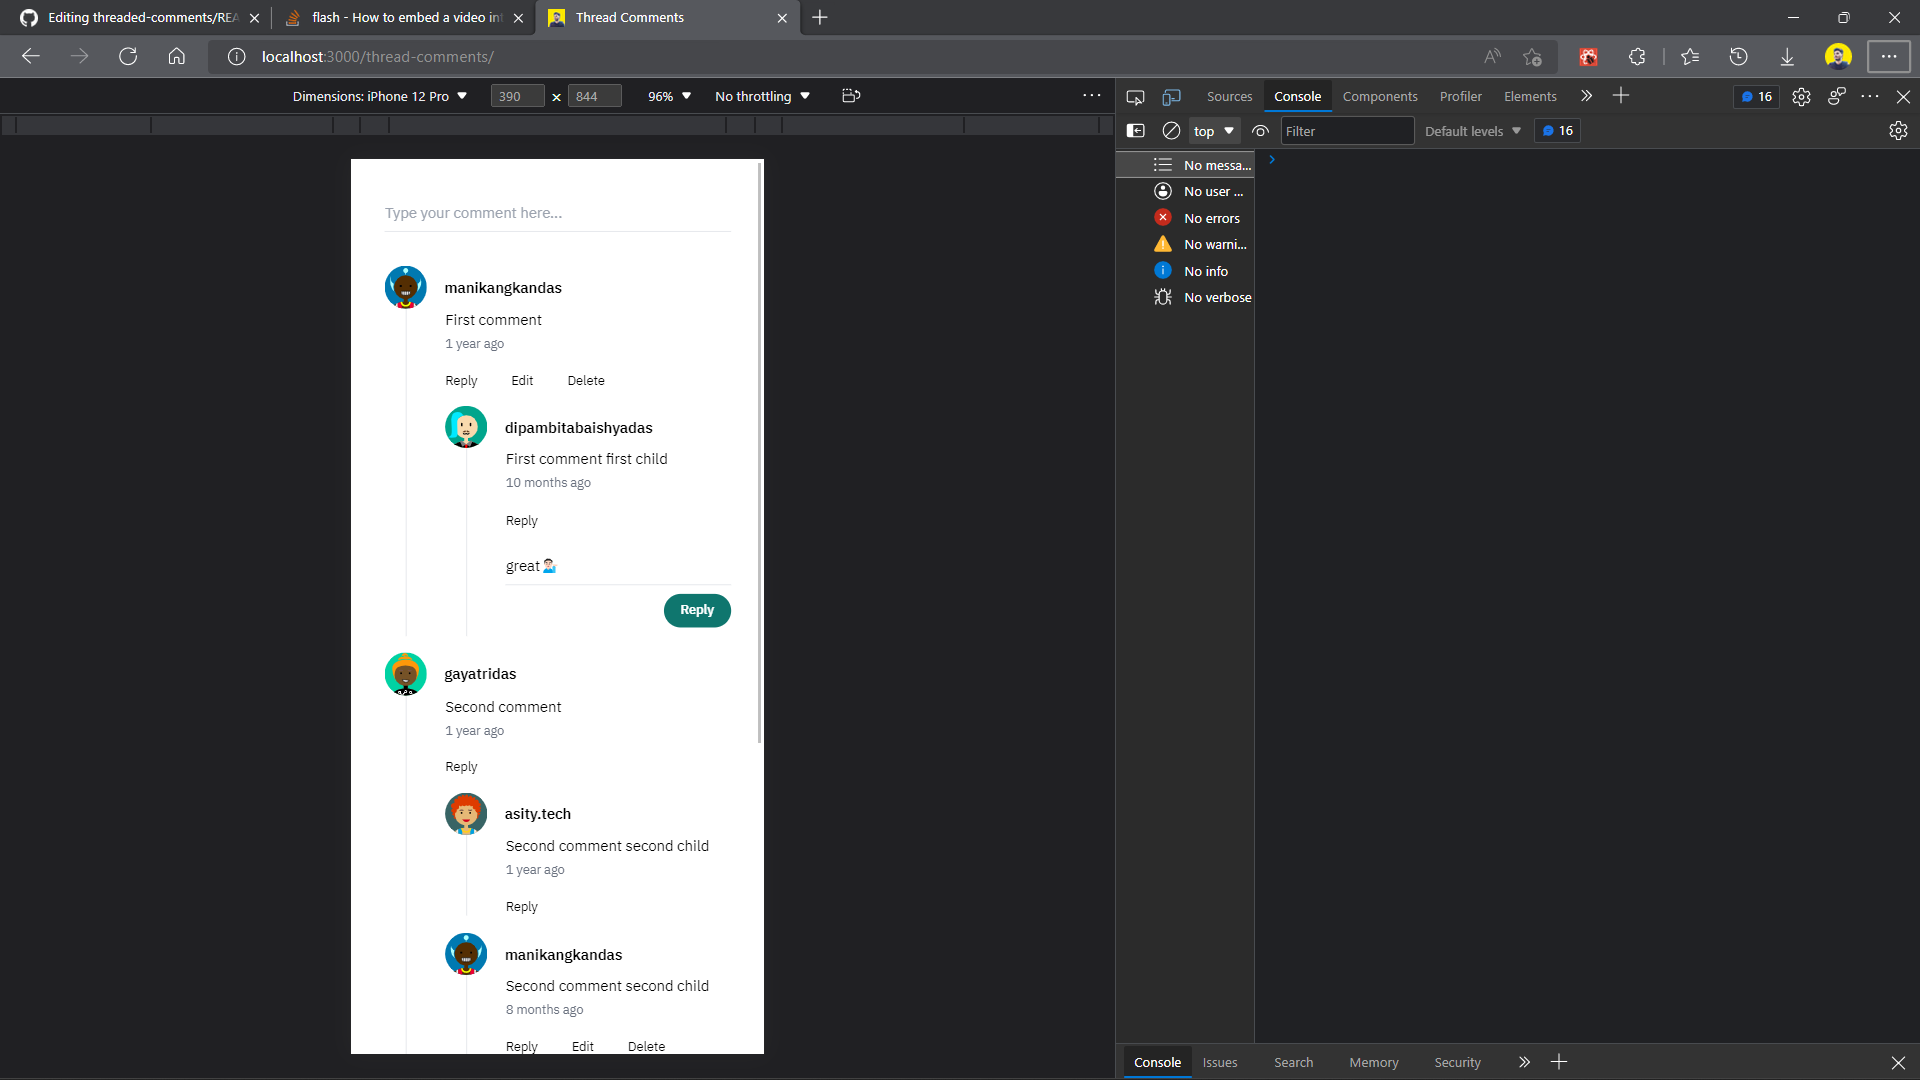 Editing threaded-comments/REA
flash - How to embed a video in
Thread Comments
localhost:3000/thread-comments/
Dimensions: iPhone 12 Pro 390 x 844 96% No throttling
Sources Console Components Profiler Elements 16
top Filter Default levels 16
No messa...
No user ...
No errors
No warni...
No info
No verbose
Type your comment here...
manikangkandas
First comment
1 year ago
Reply Edit Delete
dipambitabaishyadas
First comment first child
10 months ago
Reply
great💁🏻‍♂️
Reply
gayatridas
Second comment
1 year ago
Reply
asity.tech
Second comment second child
1 year ago
Reply
manikangkandas
Second comment second child
8 months ago
Reply Edit Delete
Console Issues Search Memory Security